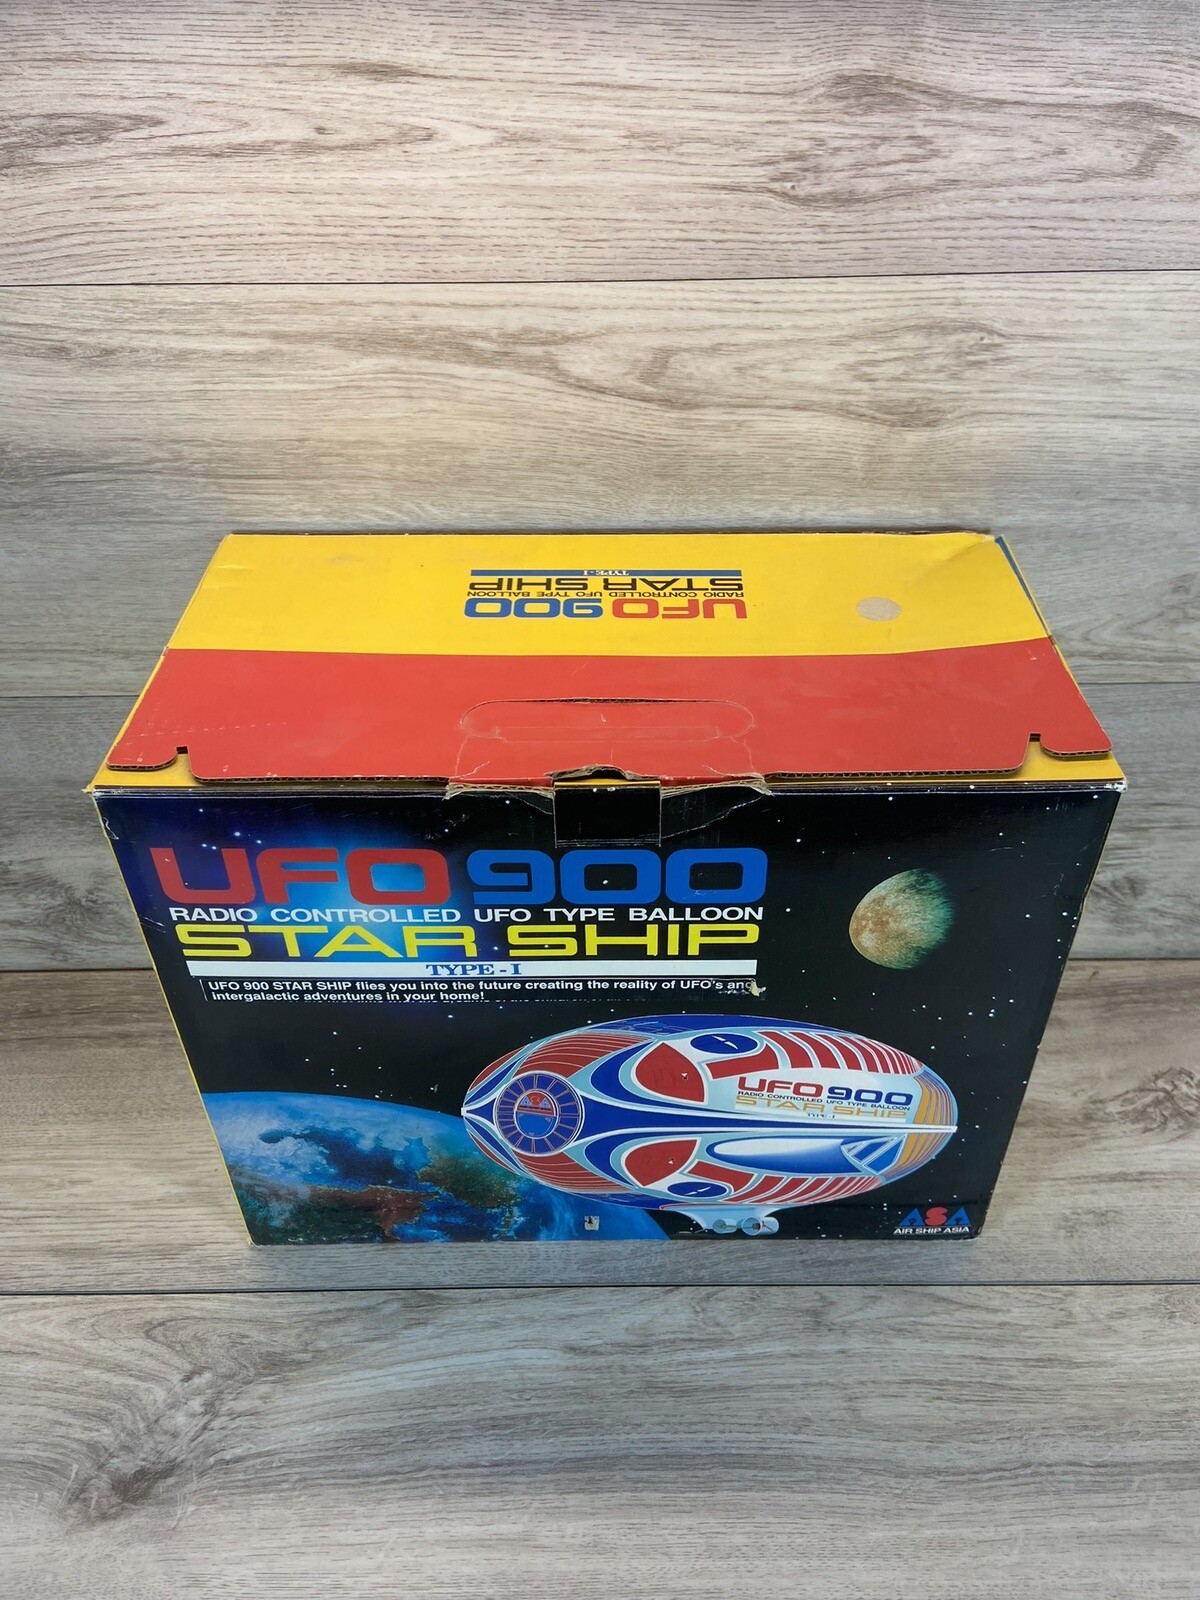 TYPE-I
STAR SHIP
RADIO CONTROLLED UFO TYPE BALLOON
UFO 900
UFO 900
RADIO CONTROLLED UFO TYPE BALLOON
STAR SHIP
TYPE - I
UFO 900 STAR SHIP flies you into the future creating the reality of UFO's and
intergalactic adventures in your home!
ASA
UFO 900
RADIO CONTROLLED UFO TYPE BALLOON
STAR SHIP
TYPE-I
ASA
AIR SHIP ASIA